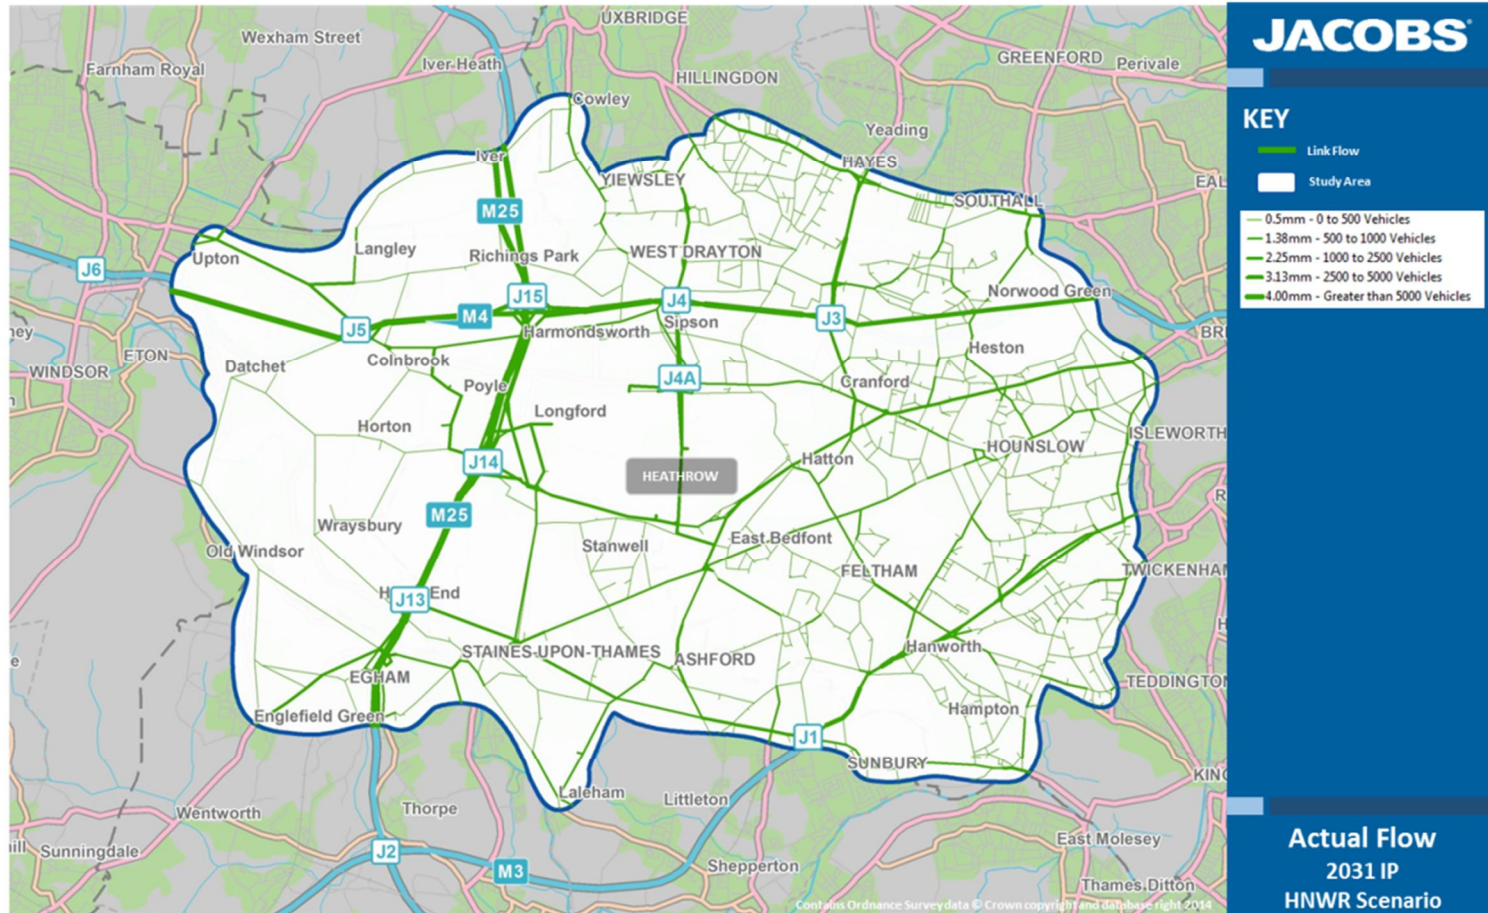 UXBRIDGE
Wexham Street
Iver Heath
Farnham Royal
HILLINGDON
GREENFORD
Perivale
Cowley
Yeading
Iver
HAYES
YIEWSLEY
EAL
SOUTHALL
M25
Langley
Richings Park
WEST DRAYTON
Upton
J6
J15
J4
Norwood Green
M4
J3
J5
Sipson
Harmondsworth
BRI
ETON
Colnbrook
Heston
Datchet
WINDSOR
Poyle
J4A
Cranford
Longford
Horton
ISLEWORTH
HOUNSLOW
J14
Hatton
HEATHROW
M25
Wraysbury
East Bedfont
Stanwell
Old Windsor
FELTHAM
TWICKENHAM
J13
End
STAINES-UPON-THAMES
ASHFORD
Hanworth
EGHAM
TEDDINGTON
Englefield Green
Hampton
J1
SUNBURY
KING
Laleham
Littleton
Wentworth
Thorpe
Sunningdale
J2
East Molesey
M3
Shepperton
Thames Ditton
Contains Ordnance Survey data © Crown copyright and database right 2014
JACOBS
KEY
Link Flow
Study Area
0.5mm - 0 to 500 Vehicles
1.38mm - 500 to 1000 Vehicles
2.25mm - 1000 to 2500 Vehicles
3.13mm - 2500 to 5000 Vehicles
4.00mm - Greater than 5000 Vehicles
Actual Flow
2031 IP
HNWR Scenario